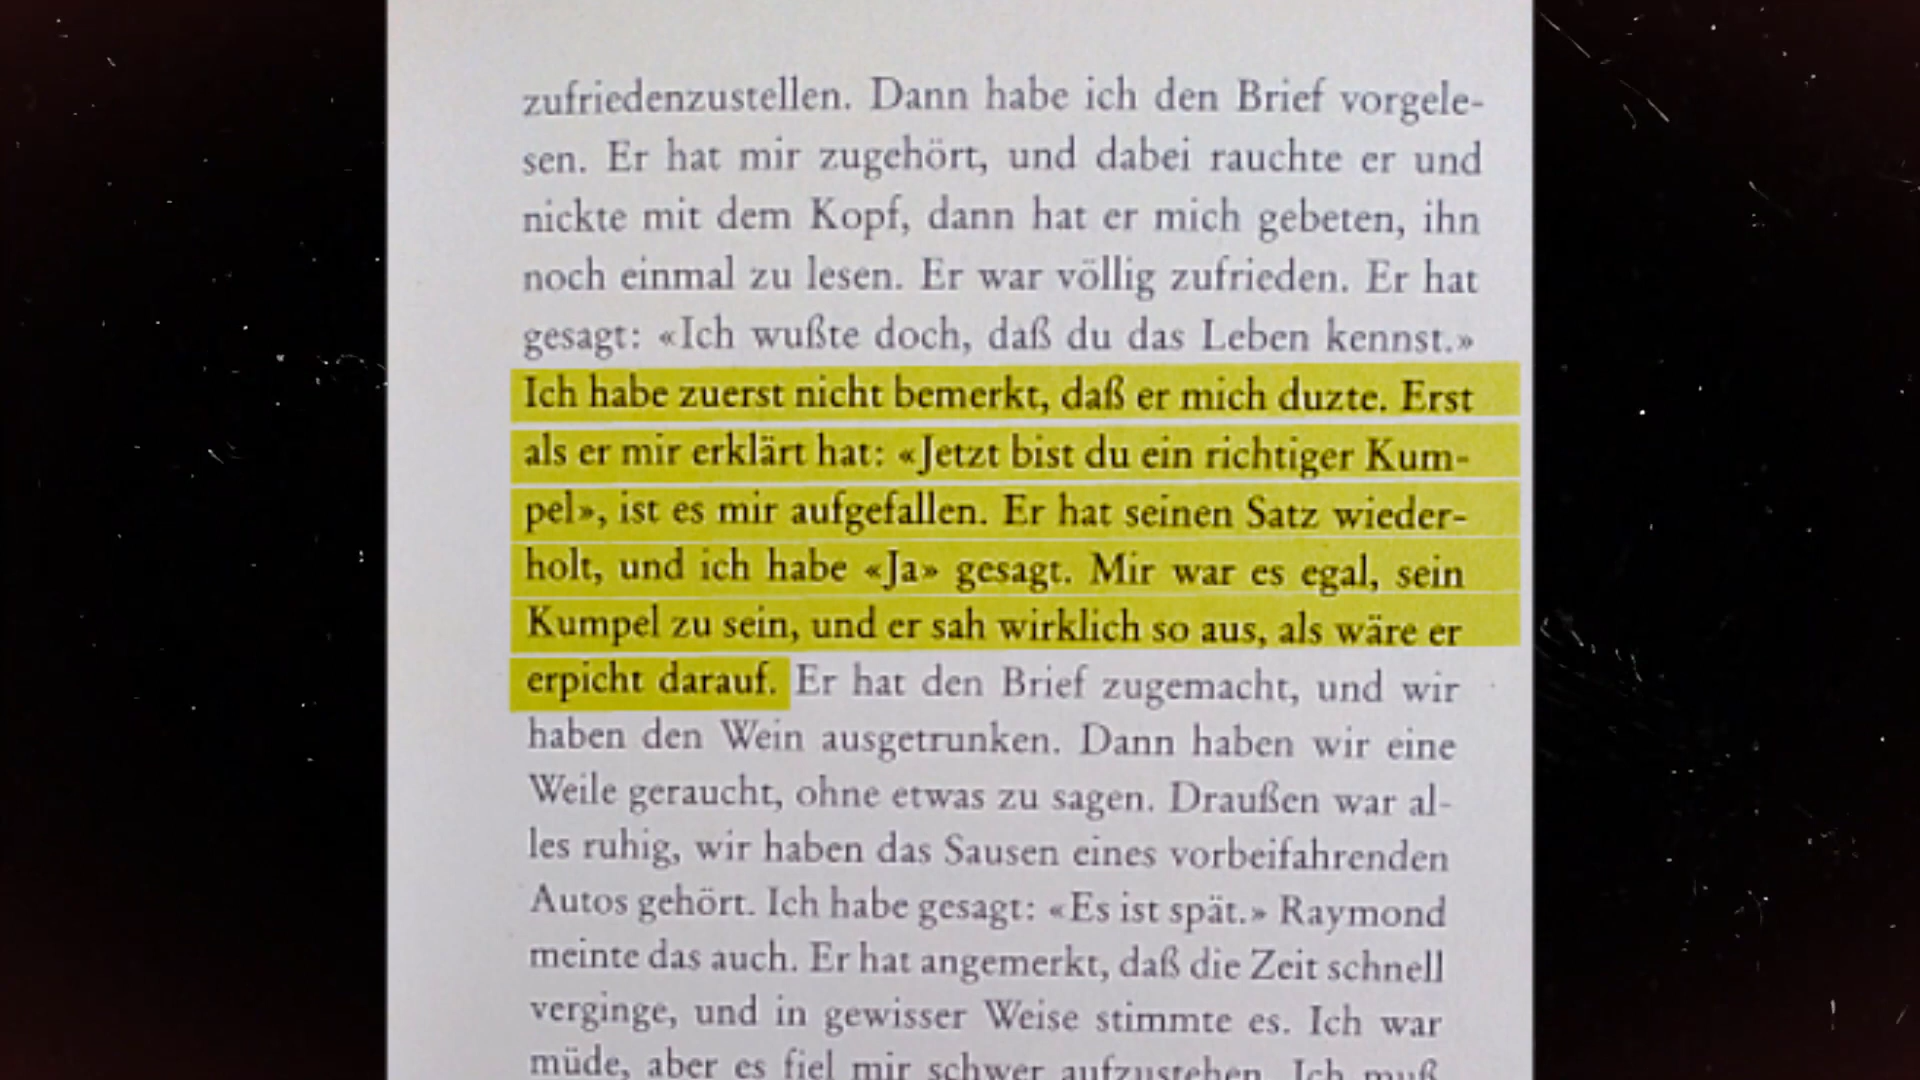 zufriedenzustellen. Dann habe ich den Brief vorgele-
sen. Er hat mir zugehört, und dabei rauchte er und
nickte mit dem Kopf, dann hat er mich gebeten, ihn
noch einmal zu lesen. Er war völlig zufrieden. Er hat
gesagt: «Ich wußte doch, daß du das Leben kennst.»
Ich habe zuerst nicht bemerkt, daß er mich duzte. Erst
als er mir erklärt hat: «Jetzt bist du ein richtiger Kum-
pel», ist es mir aufgefallen. Er hat seinen Satz wieder-
holt, und ich habe «Ja» gesagt. Mir war es egal, sein
Kumpel zu sein, und er sah wirklich so aus, als wäre er
erpicht darauf. Er hat den Brief zugemacht, und wir
haben den Wein ausgetrunken. Dann haben wir eine
Weile geraucht, ohne etwas zu sagen. Draußen war al-
les ruhig, wir haben das Sausen eines vorbeifahrenden
Autos gehört. Ich habe gesagt: «Es ist spät.» Raymond
meinte das auch. Er hat angemerkt, daß die Zeit schnell
verginge, und in gewisser Weise stimmte es. Ich war
müde, aber es fiel mir schwer aufzustehen. Ich muß